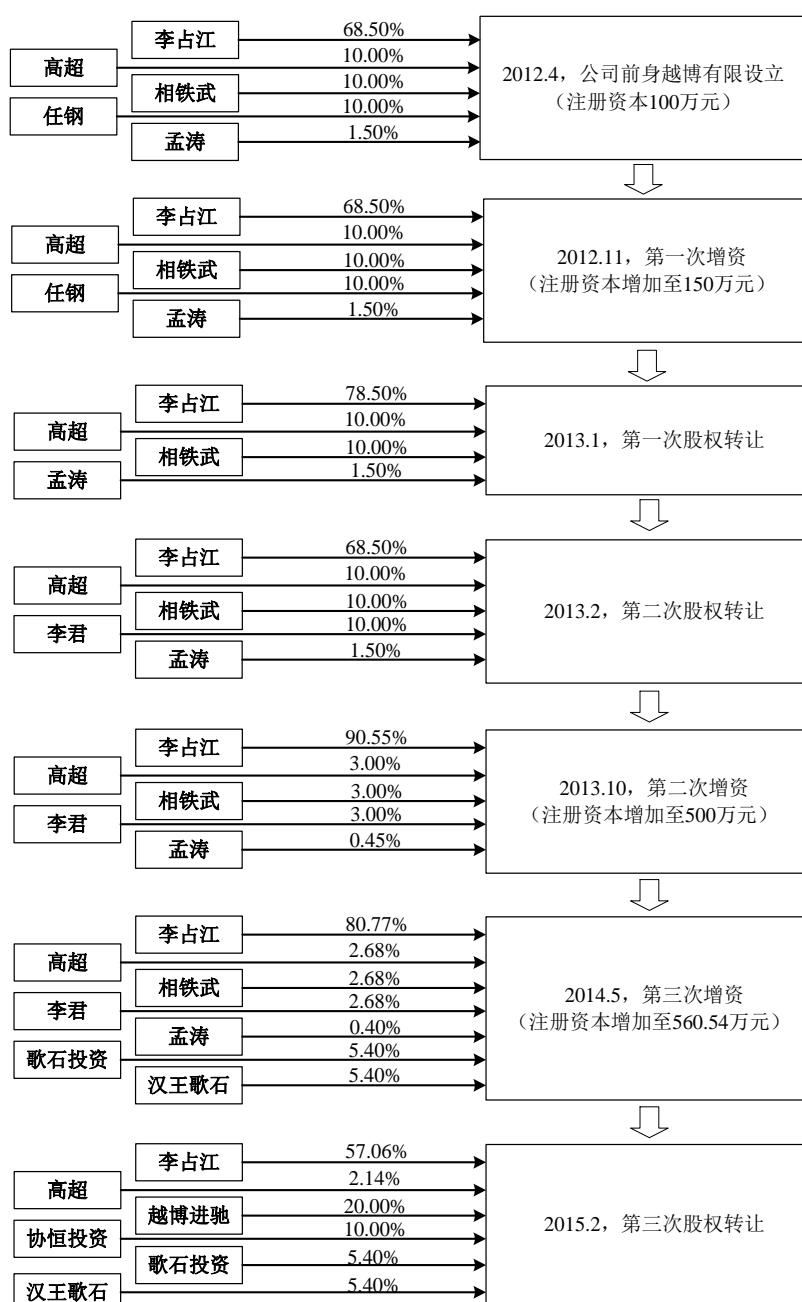 李占江 68.50%
高超 10.00%
相铁武 10.00%
任钢 10.00%
孟涛 1.50%
2012.4，公司前身越博有限设立
（注册资本100万元）
李占江 68.50%
高超 10.00%
相铁武 10.00%
任钢 10.00%
孟涛 1.50%
2012.11，第一次增资
（注册资本增加至150万元）
李占江 78.50%
高超 10.00%
相铁武 10.00%
孟涛 1.50%
2013.1，第一次股权转让
李占江 68.50%
高超 10.00%
相铁武 10.00%
李君 10.00%
孟涛 1.50%
2013.2，第二次股权转让
李占江 90.55%
高超 3.00%
相铁武 3.00%
李君 3.00%
孟涛 0.45%
2013.10，第二次增资
（注册资本增加至500万元）
李占江 80.77%
高超 2.68%
相铁武 2.68%
李君 2.68%
孟涛 0.40%
歌石投资 5.40%
汉王歌石 5.40%
2014.5，第三次增资
（注册资本增加至560.54万元）
李占江 57.06%
高超 2.14%
越博进驰 20.00%
协恒投资 10.00%
歌石投资 5.40%
汉王歌石 5.40%
2015.2，第三次股权转让